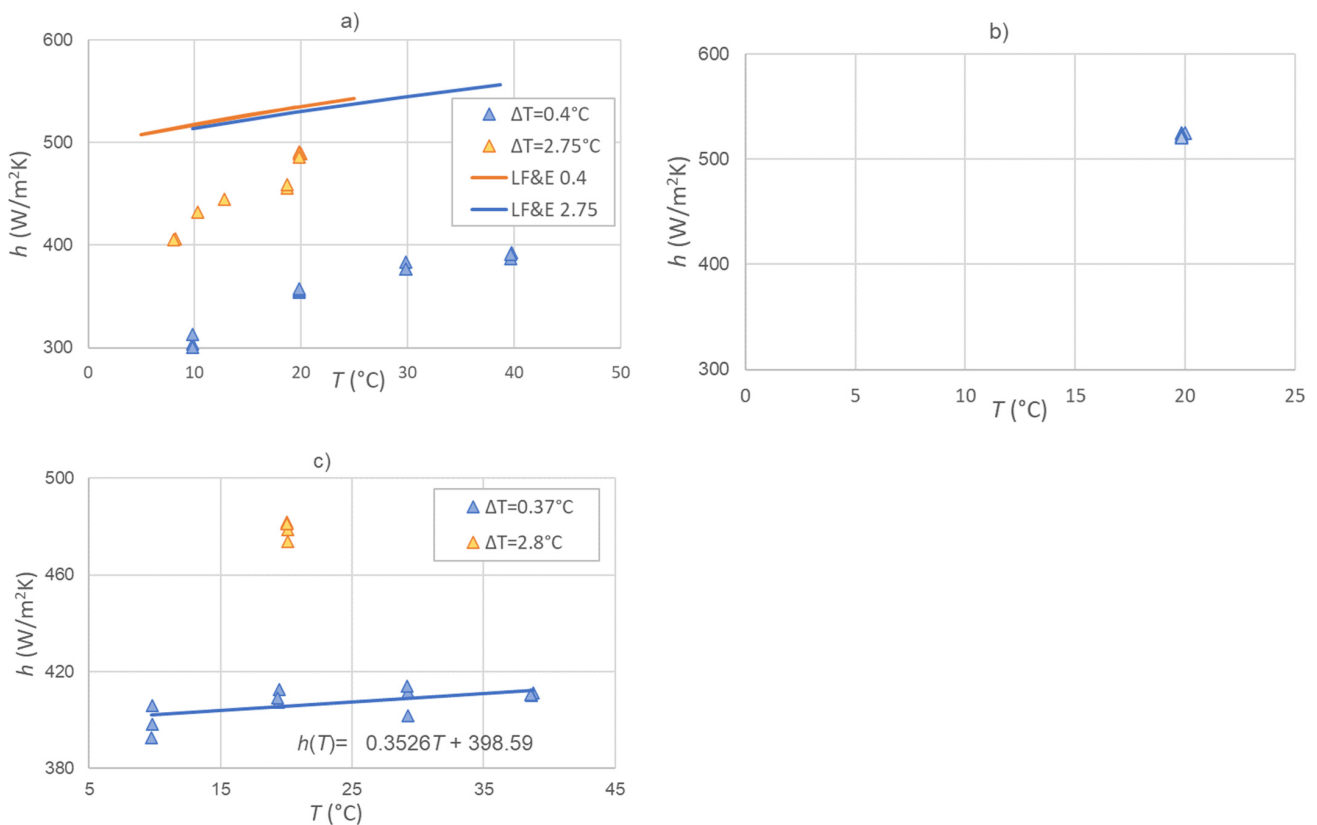 a)
600
500
400
300
h (W/m²K)
0 10 20 30 40 50
T (°C)
ΔT=0.4°C
ΔT=2.75°C
LF&E 0.4
LF&E 2.75
b)
600
500
400
300
h (W/m²K)
0 5 10 15 20 25
T (°C)
c)
500
460
420
380
h (W/m²K)
5 15 25 35 45
T (°C)
ΔT=0.37°C
ΔT=2.8°C
h(T)= 0.3526T + 398.59